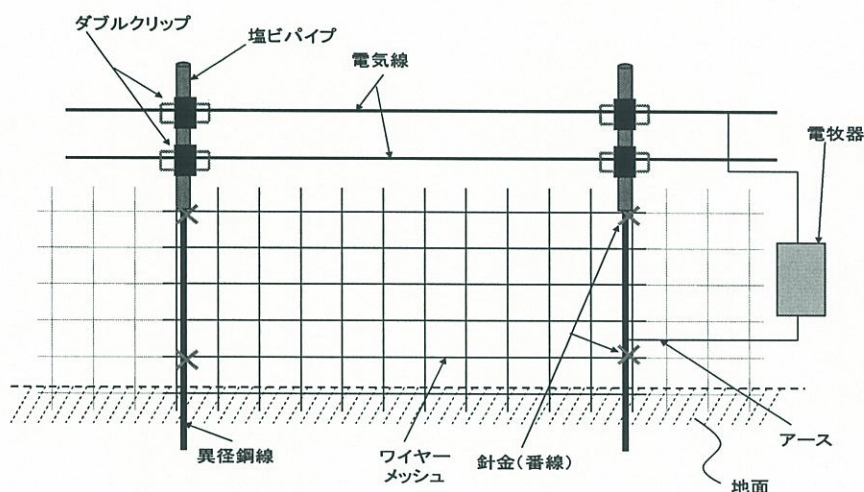 ダブルクリップ
塩ビパイプ
電気線
電牧器
異径鋼線
ワイヤー
メッシュ
針金(番線)
アース
地面